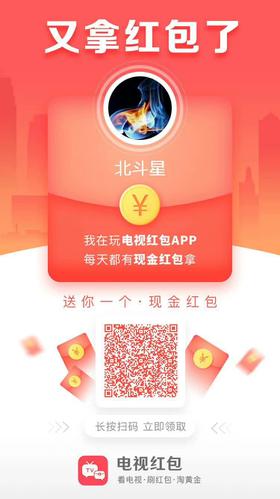 又拿红包了
北斗星
¥
我在玩电视红包APP
每天都有现金红包拿
送你一个·现金红包
长按扫码 立即领取
TV
电视红包
看电视·刷红包·淘黄金